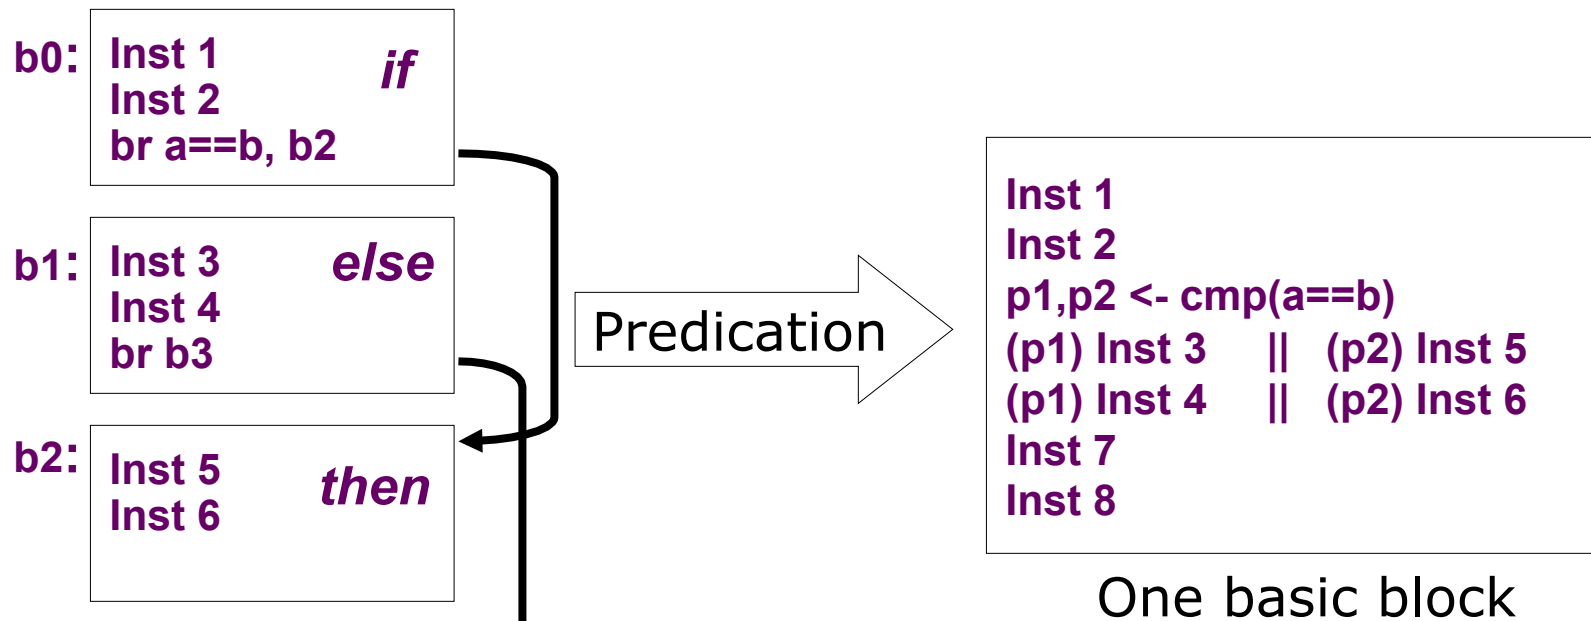 b0:
Inst 1
if
Inst 2
br a==b, b2
b1:
Inst 3
else
Inst 4
br b3
b2:
Inst 5
then
Inst 6
Predication
Inst 1
Inst 2
p1,p2 <- cmp(a==b)
(p1) Inst 3 || (p2) Inst 5
(p1) Inst 4 || (p2) Inst 6
Inst 7
Inst 8
One basic block